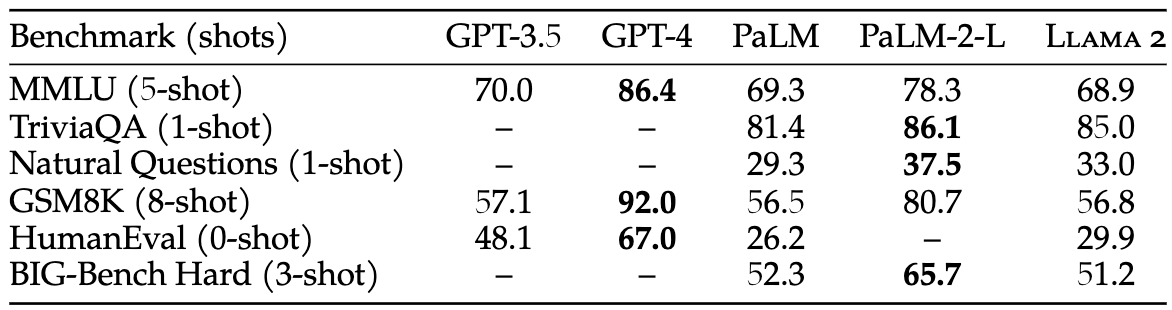 Benchmark (shots) GPT-3.5 GPT-4 PaLM PaLM-2-L LLAMA 2
MMLU (5-shot) 70.0 86.4 69.3 78.3 68.9
TriviaQA (1-shot) – – 81.4 86.1 85.0
Natural Questions (1-shot) – – 29.3 37.5 33.0
GSM8K (8-shot) 57.1 92.0 56.5 80.7 56.8
HumanEval (0-shot) 48.1 67.0 26.2 – 29.9
BIG-Bench Hard (3-shot) – – 52.3 65.7 51.2